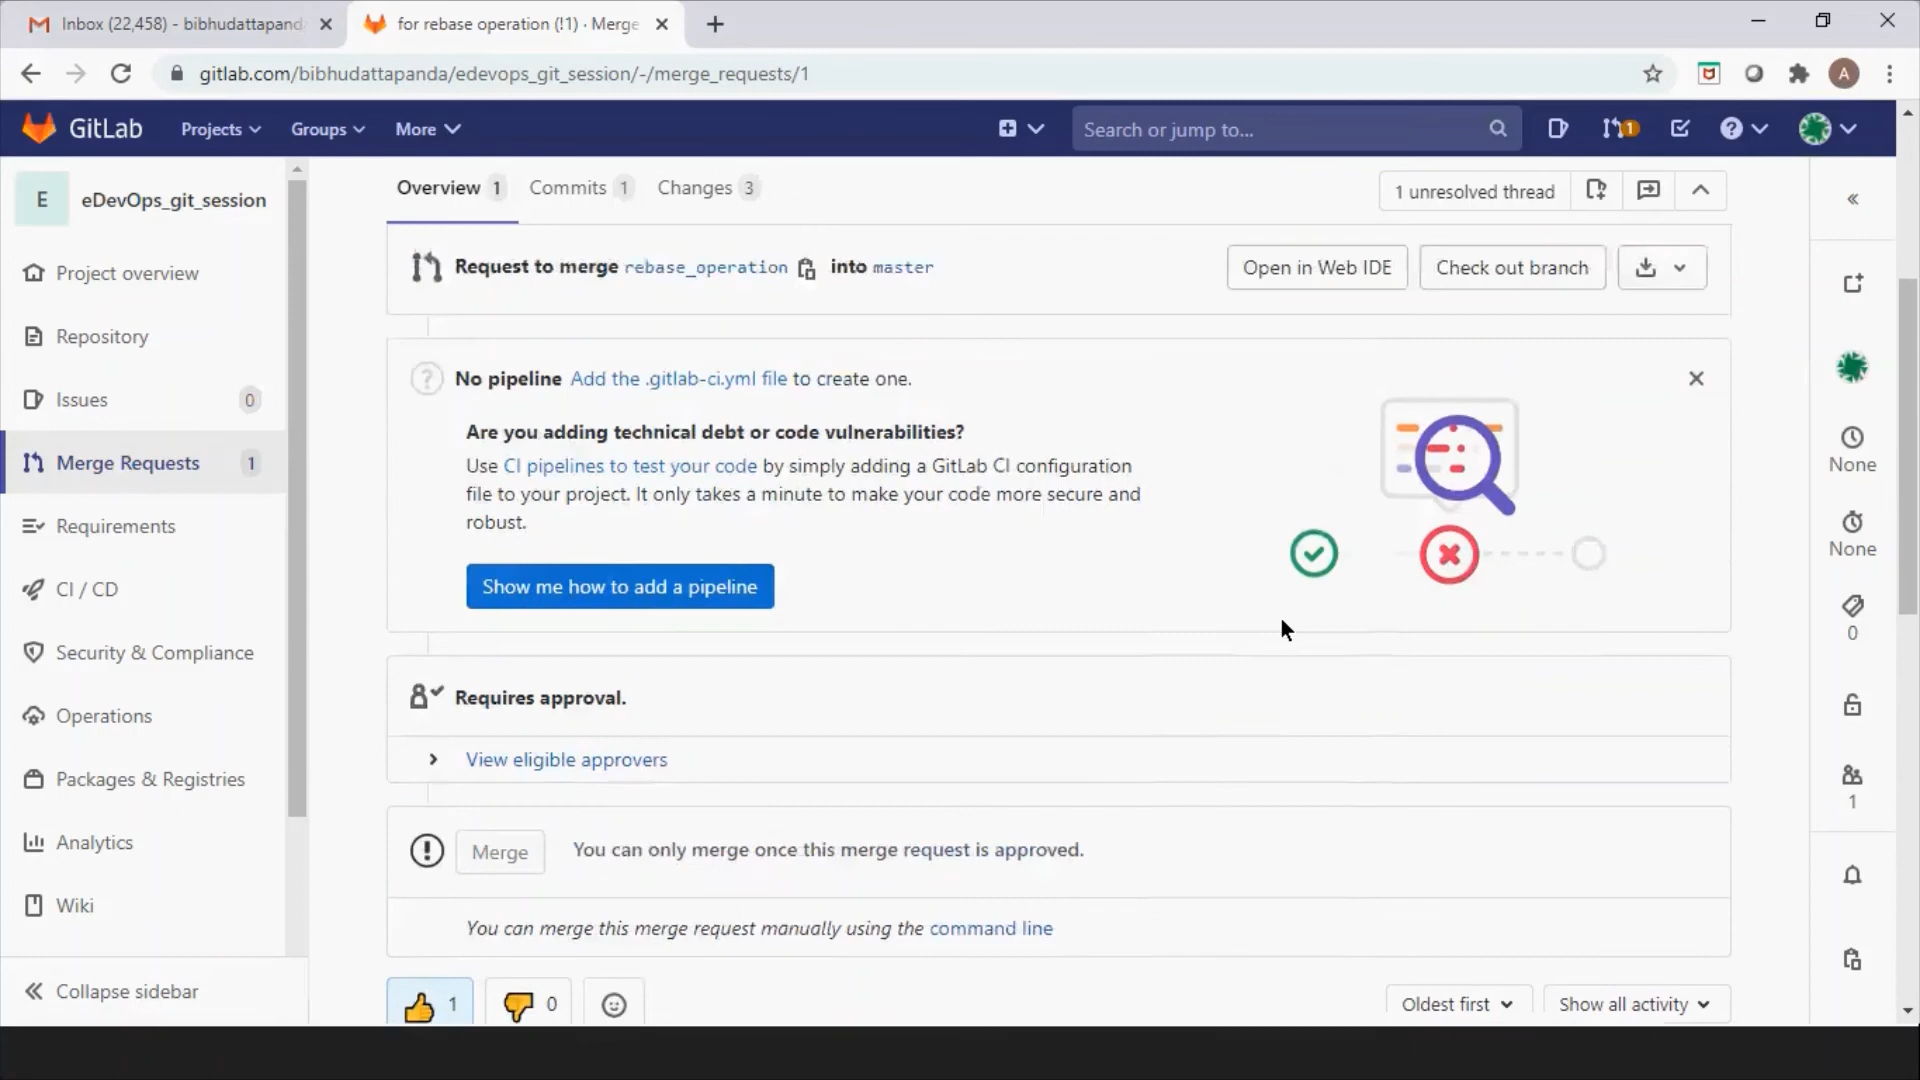 Inbox (22,458) - bibhudattapand
for rebase operation (!1) · Merge
gitlab.com/bibhudattapanda/edevops_git_session/-/merge_requests/1
A
GitLab
Projects
Groups
More
Search or jump to...
1
E
eDevOps_git_session
Project overview
Repository
Issues 0
Merge Requests 1
Requirements
CI / CD
Security & Compliance
Operations
Packages & Registries
Analytics
Wiki
Collapse sidebar
Overview 1
Commits 1
Changes 3
1 unresolved thread
Request to merge rebase_operation into master
Open in Web IDE
Check out branch
No pipeline Add the .gitlab-ci.yml file to create one.
Are you adding technical debt or code vulnerabilities?
Use CI pipelines to test your code by simply adding a GitLab CI configuration
file to your project. It only takes a minute to make your code more secure and
robust.
Show me how to add a pipeline
Requires approval.
View eligible approvers
Merge
You can only merge once this merge request is approved.
You can merge this merge request manually using the command line
1
0
Oldest first
Show all activity
None
None
0
1